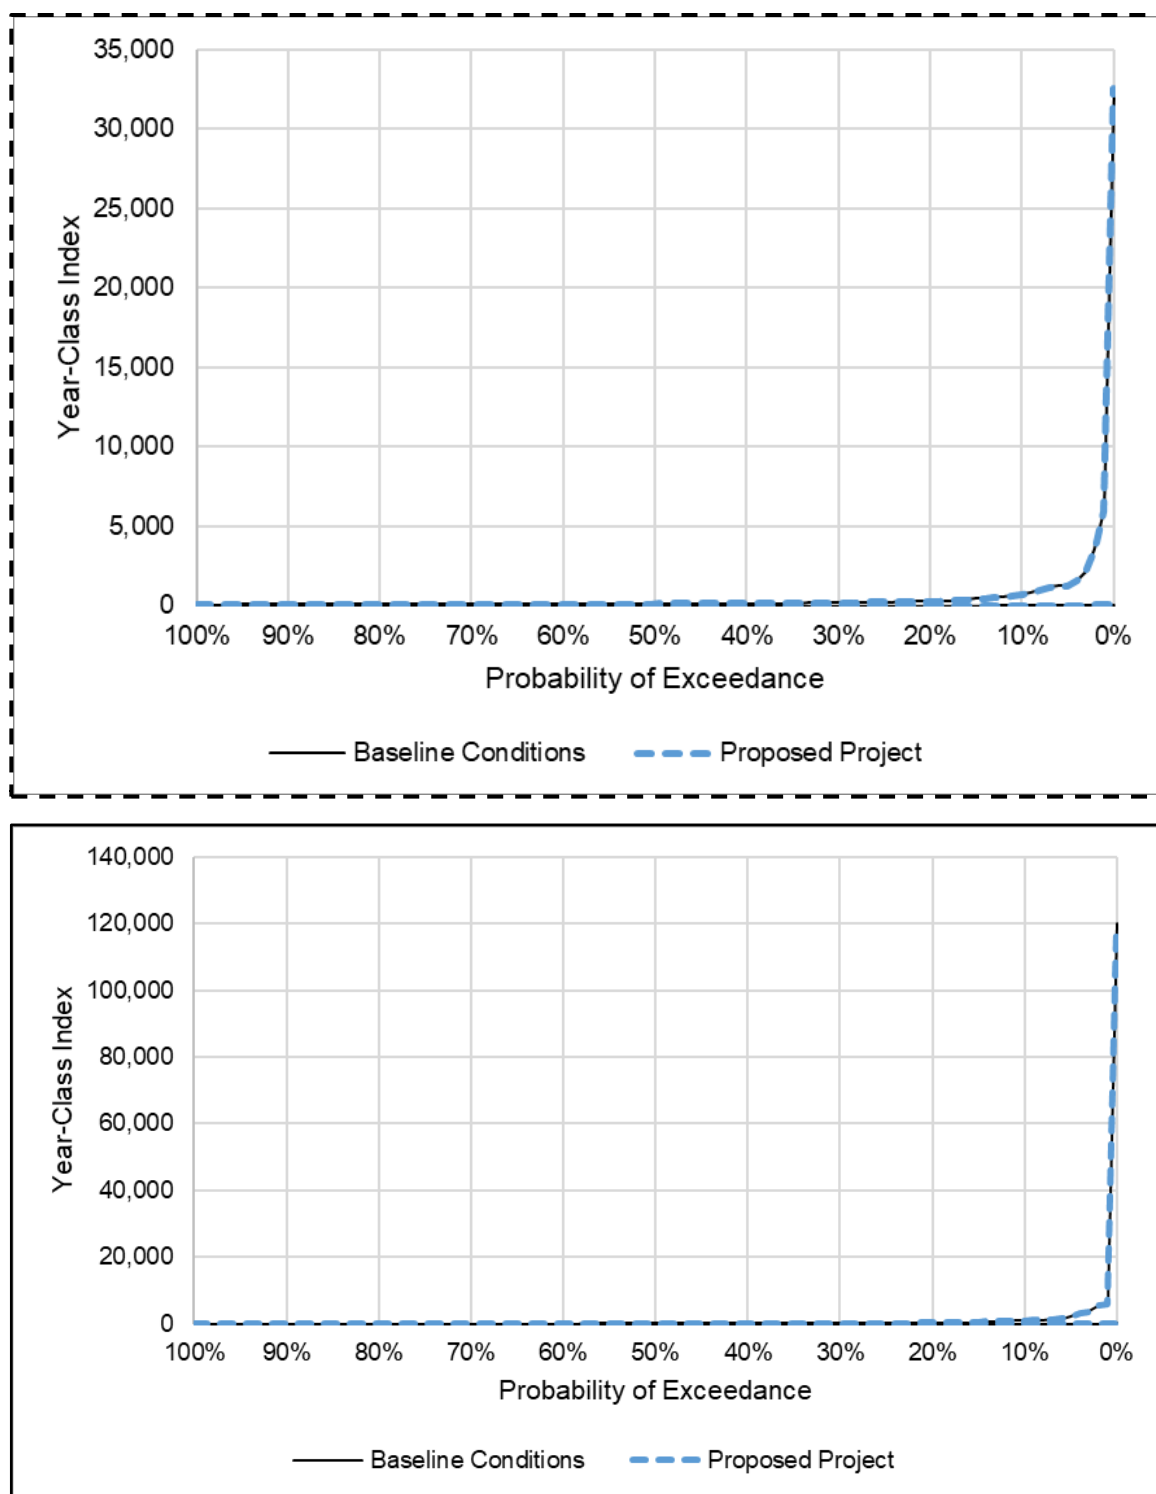 35,000
30,000
25,000
20,000
15,000
10,000
5,000
0
Year-Class Index
100% 90% 80% 70% 60% 50% 40% 30% 20% 10% 0%
Probability of Exceedance
Baseline Conditions Proposed Project
140,000
120,000
100,000
80,000
60,000
40,000
20,000
0
Year-Class Index
100% 90% 80% 70% 60% 50% 40% 30% 20% 10% 0%
Probability of Exceedance
Baseline Conditions Proposed Project